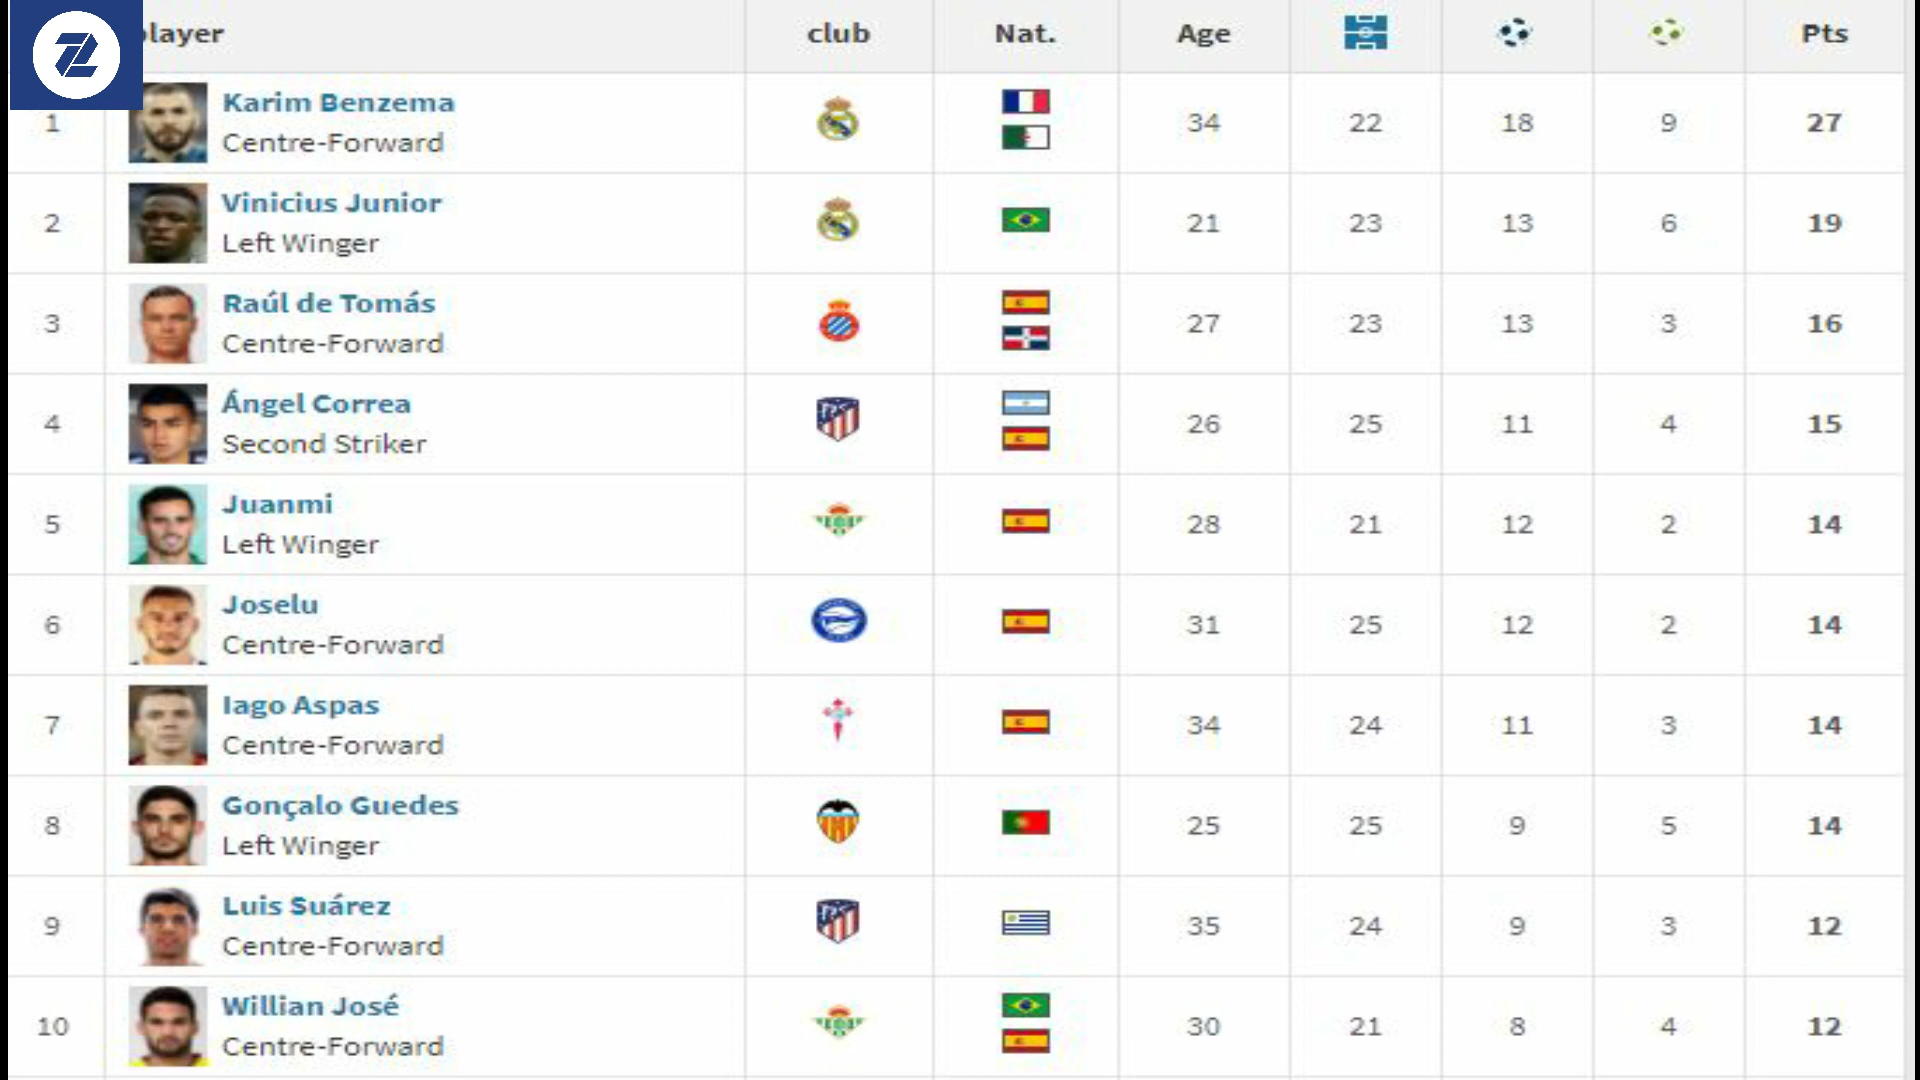 player club Nat. Age Pts
1 Karim Benzema 34 22 18 9 27
Centre-Forward
2 Vinicius Junior 21 23 13 6 19
Left Winger
3 Raúl de Tomás 27 23 13 3 16
Centre-Forward
4 Ángel Correa 26 25 11 4 15
Second Striker
5 Juanmi 28 21 12 2 14
Left Winger
6 Joselu 31 25 12 2 14
Centre-Forward
7 Iago Aspas 34 24 11 3 14
Centre-Forward
8 Gonçalo Guedes 25 25 9 5 14
Left Winger
9 Luis Suárez 35 24 9 3 12
Centre-Forward
10 Willian José 30 21 8 4 12
Centre-Forward